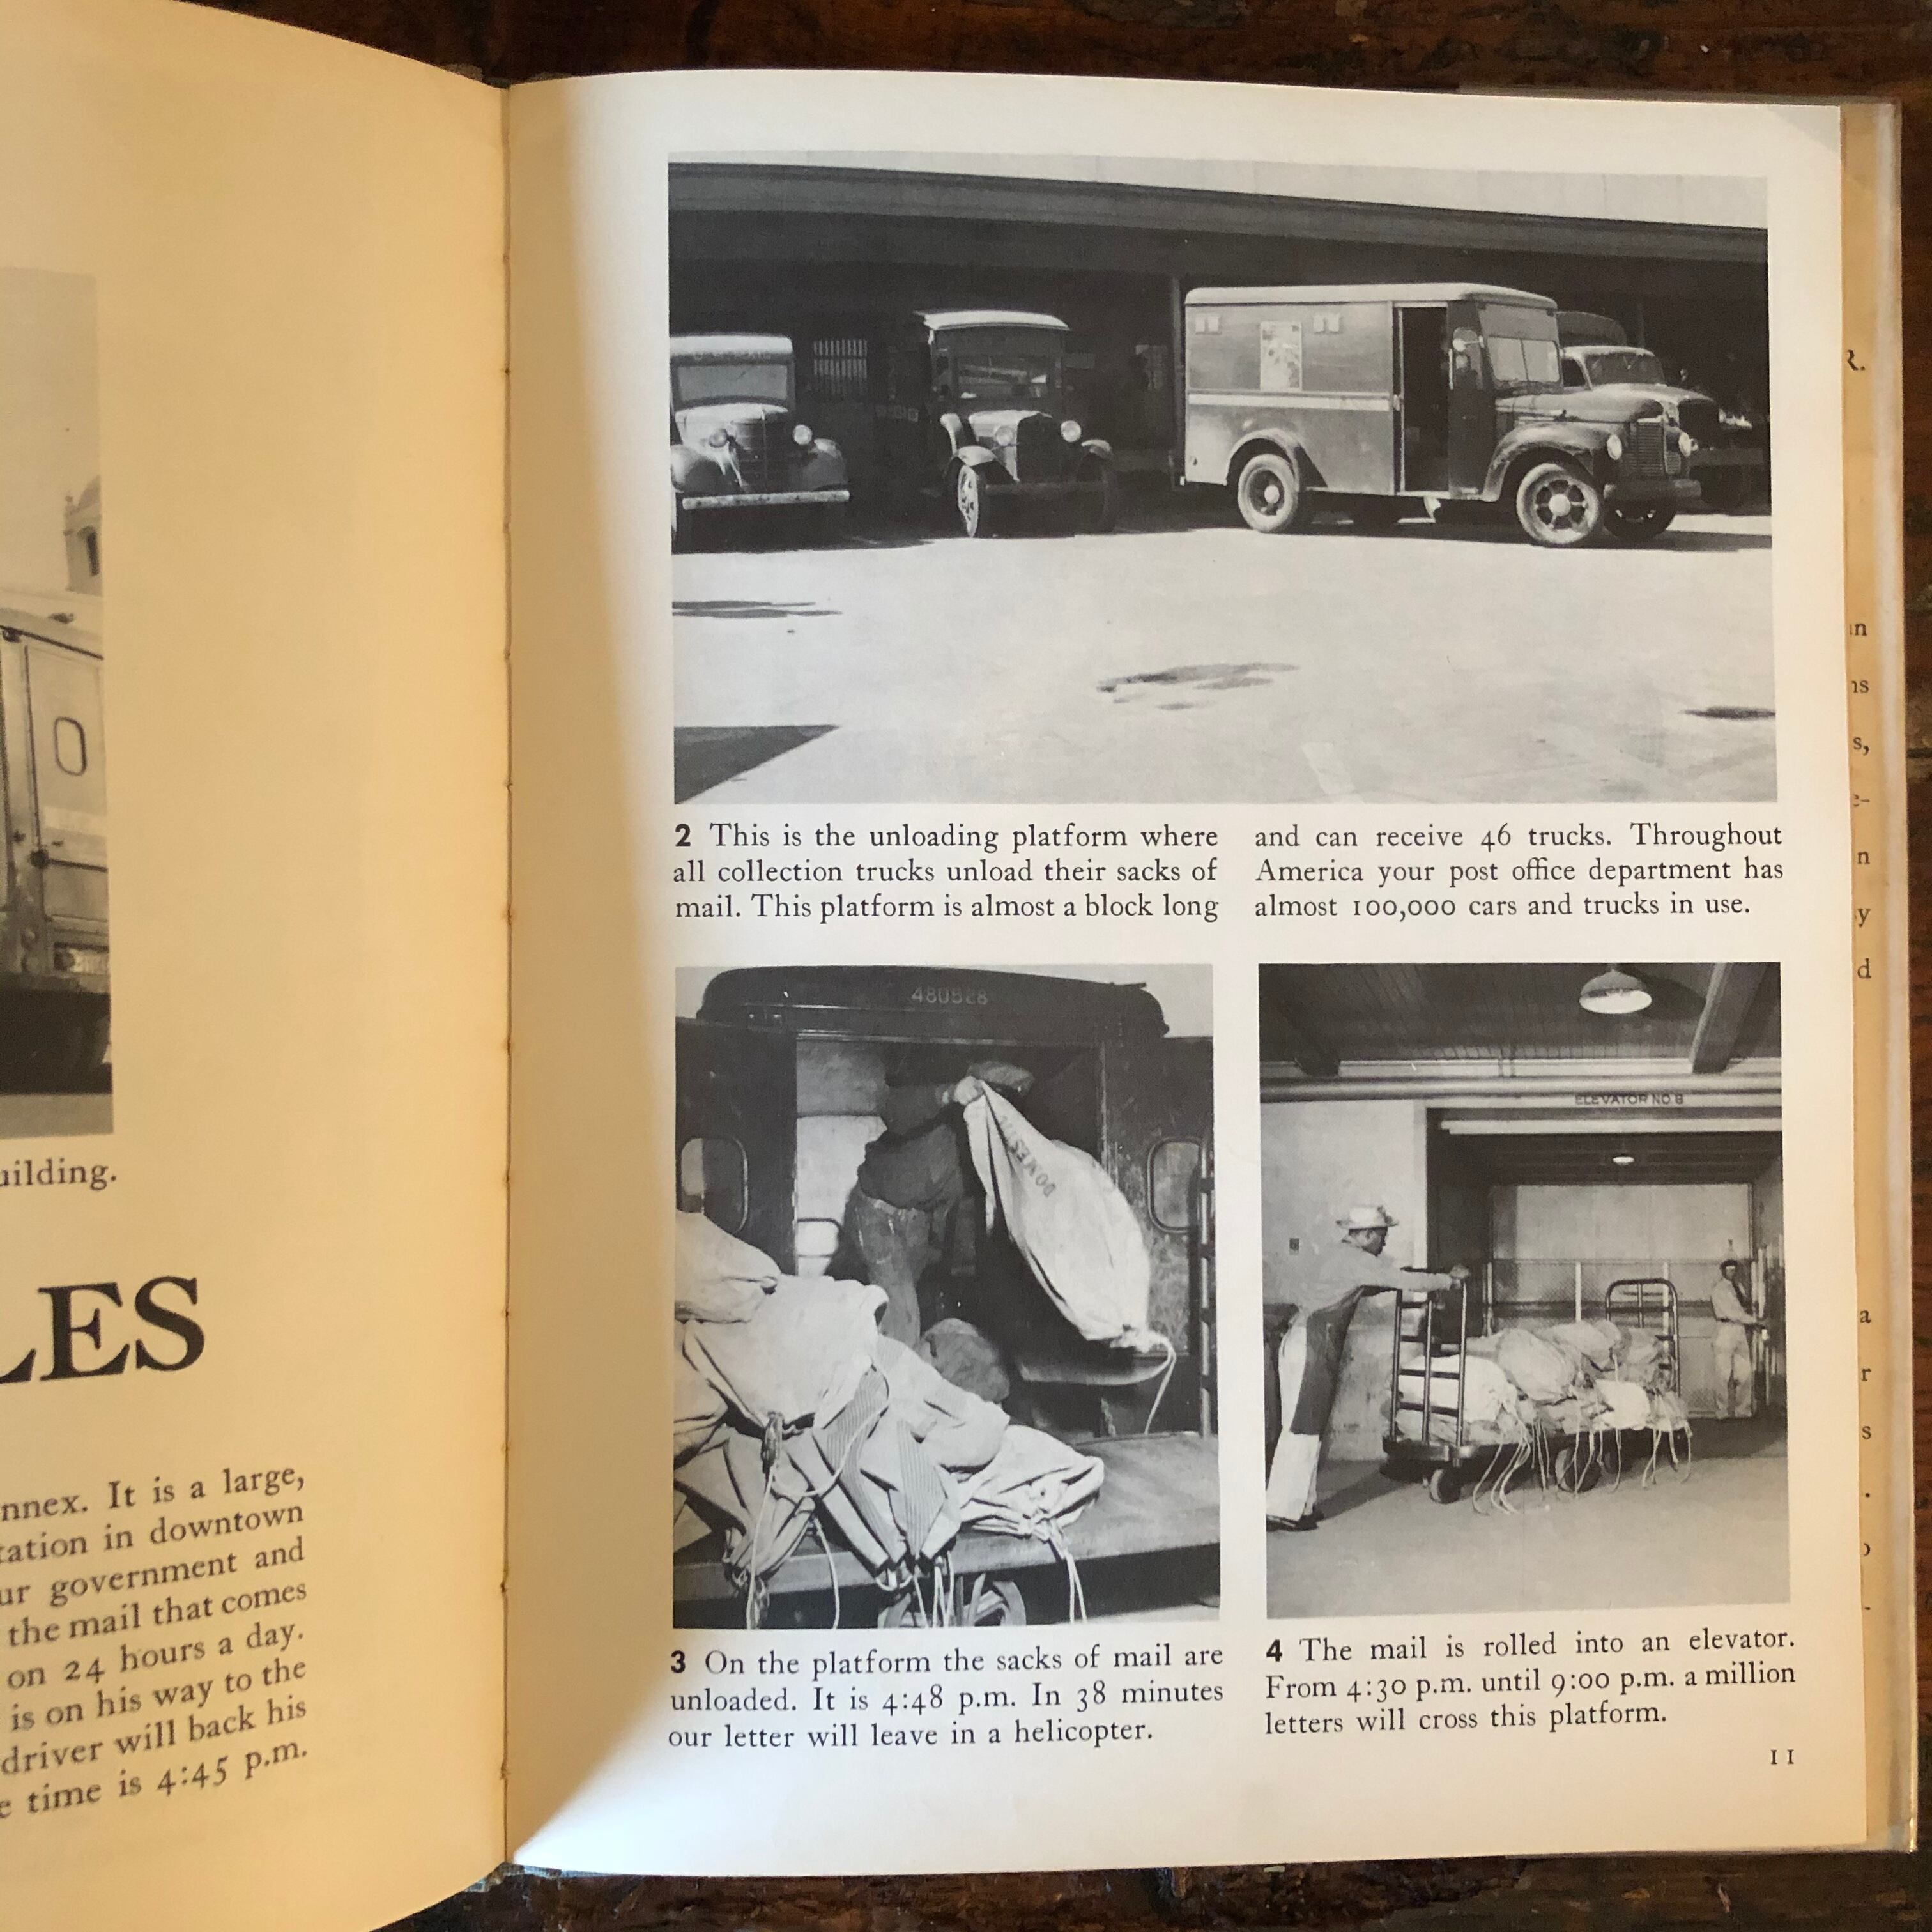 uilding.
LES
nnex. It is a large,
tation in downtown
ur government and
the mail that comes
on 24 hours a day.
is on his way to the
driver will back his
e time is 4:45 p.m.
2 This is the unloading platform where
all collection trucks unload their sacks of
mail. This platform is almost a block long
and can receive 46 trucks. Throughout
America your post office department has
almost 100,000 cars and trucks in use.
480528
DOMESTIC
ELEVATOR NO 8
3 On the platform the sacks of mail are
unloaded. It is 4:48 p.m. In 38 minutes
our letter will leave in a helicopter.
4 The mail is rolled into an elevator.
From 4:30 p.m. until 9:00 p.m. a million
letters will cross this platform.
11
R.
n
ns
s,
e-
n
y
d
a
r
s
.